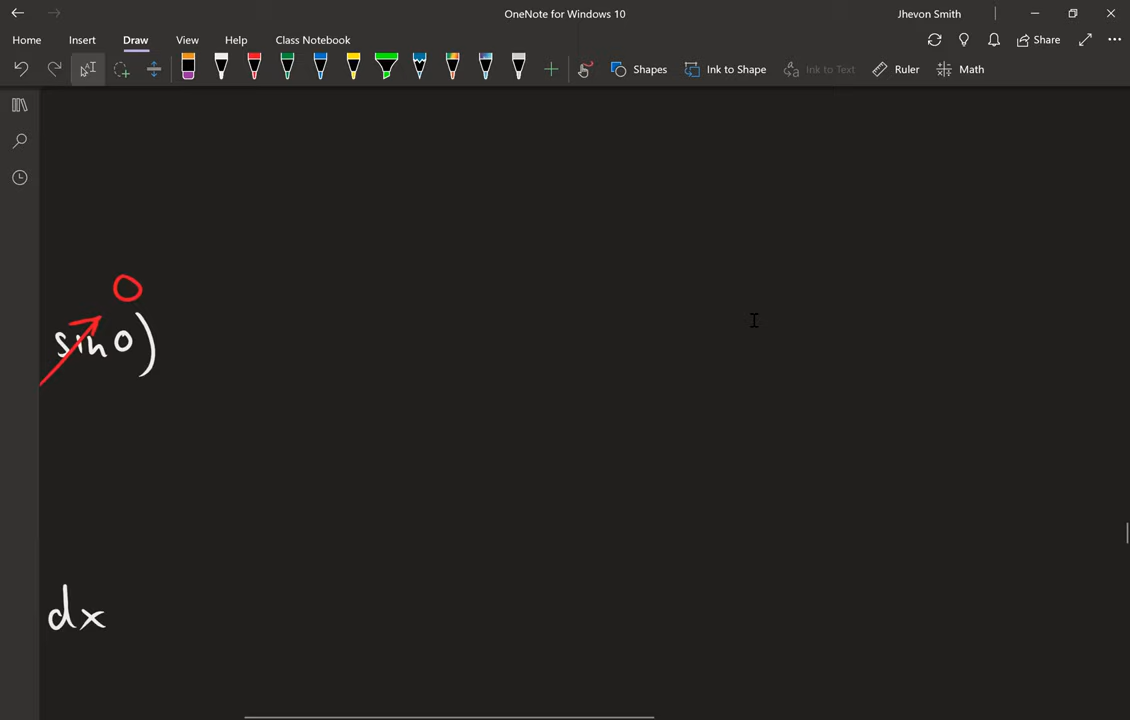 OneNote for Windows 10
Jhevon Smith
Home Insert Draw View Help Class Notebook
Share
Shapes Ink to Shape Ink to Text Ruler Math
0
sin 0)
dx